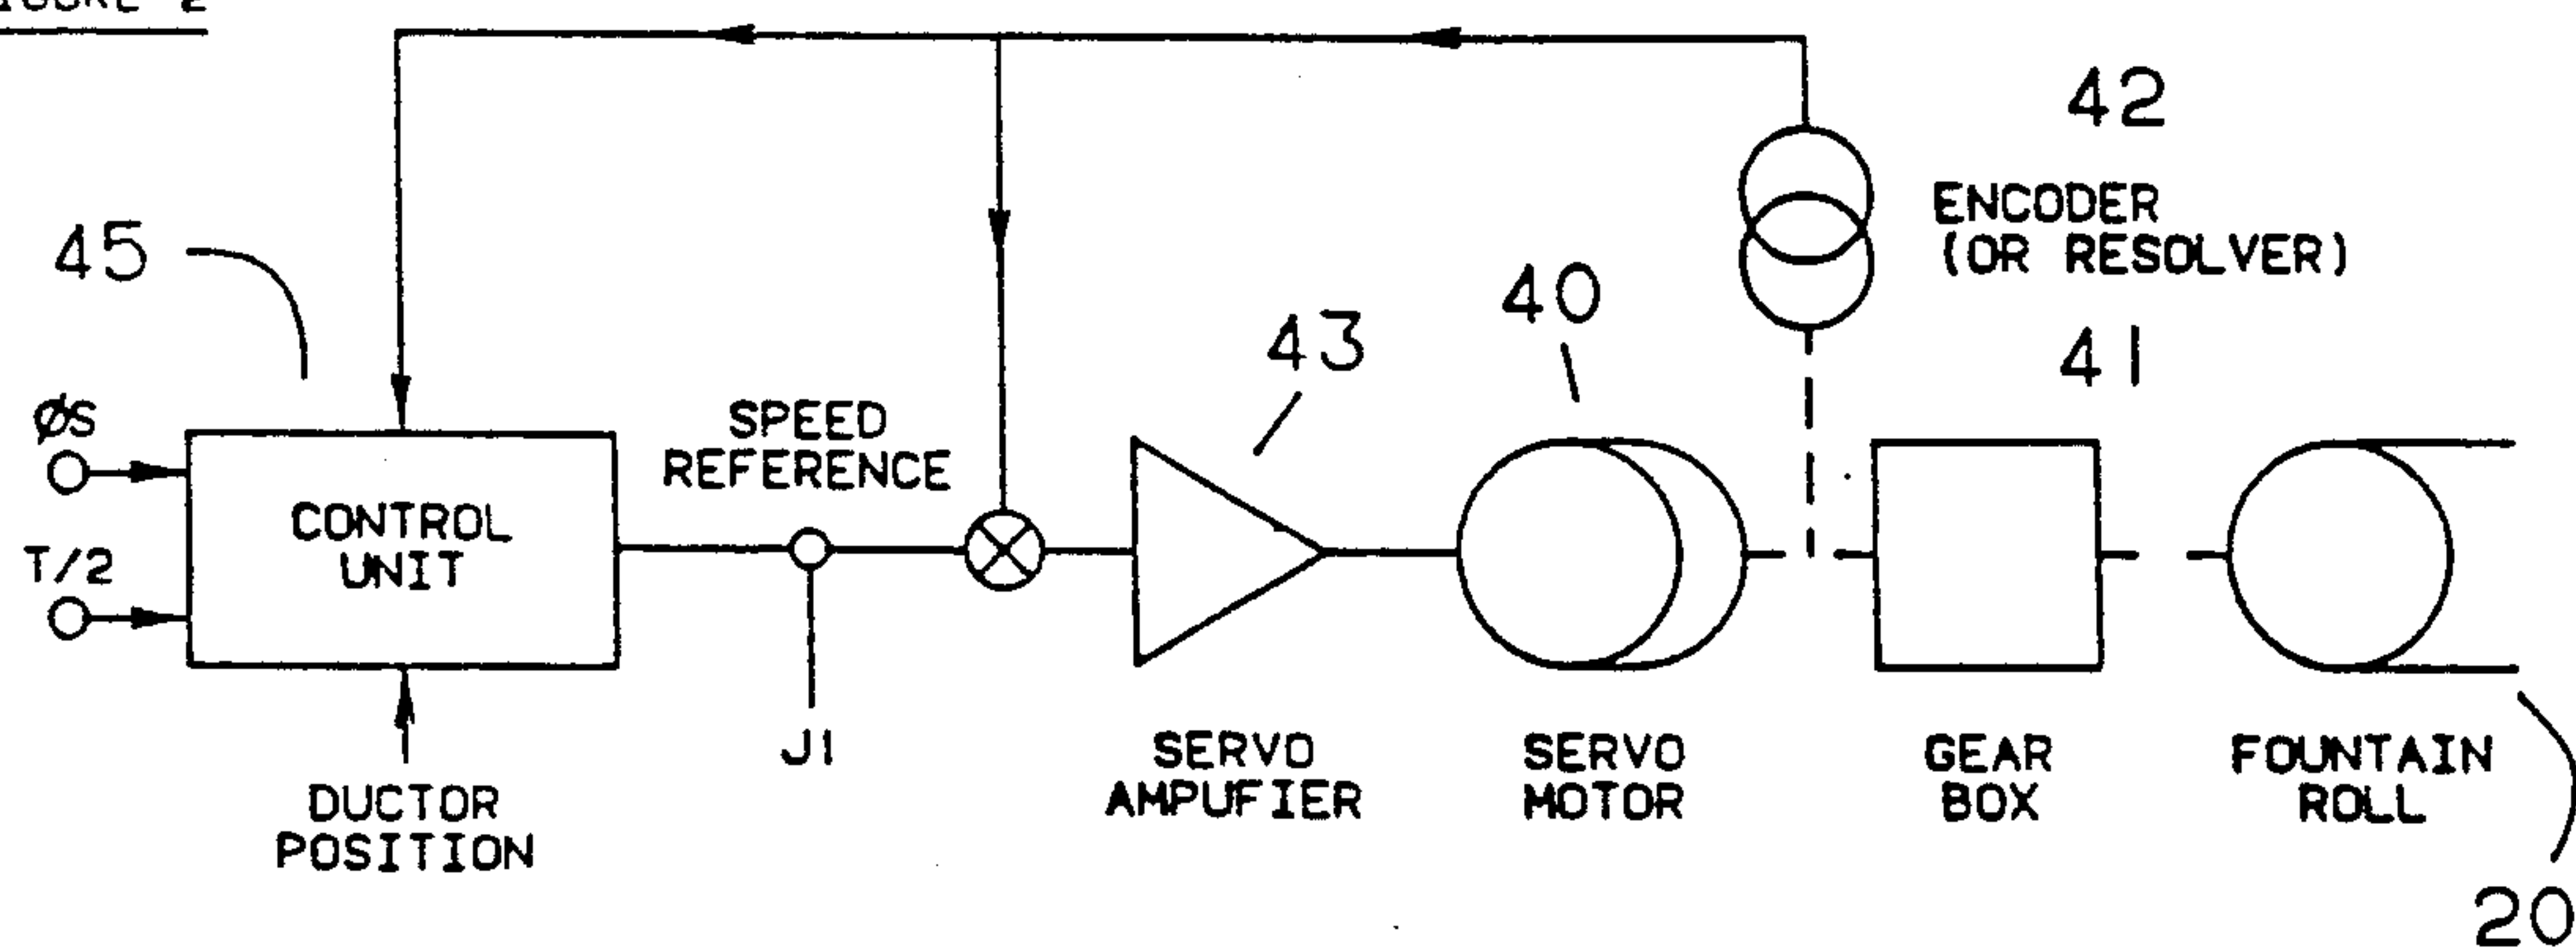 42
ENCODER
(OR RESOLVER)
45
40
43
41
ØS
SPEED
REFERENCE
CONTROL
UNIT
T/2
J1
SERVO
AMPUFIER
SERVO
MOTOR
GEAR
BOX
FOUNTAIN
ROLL
DUCTOR
POSITION
20